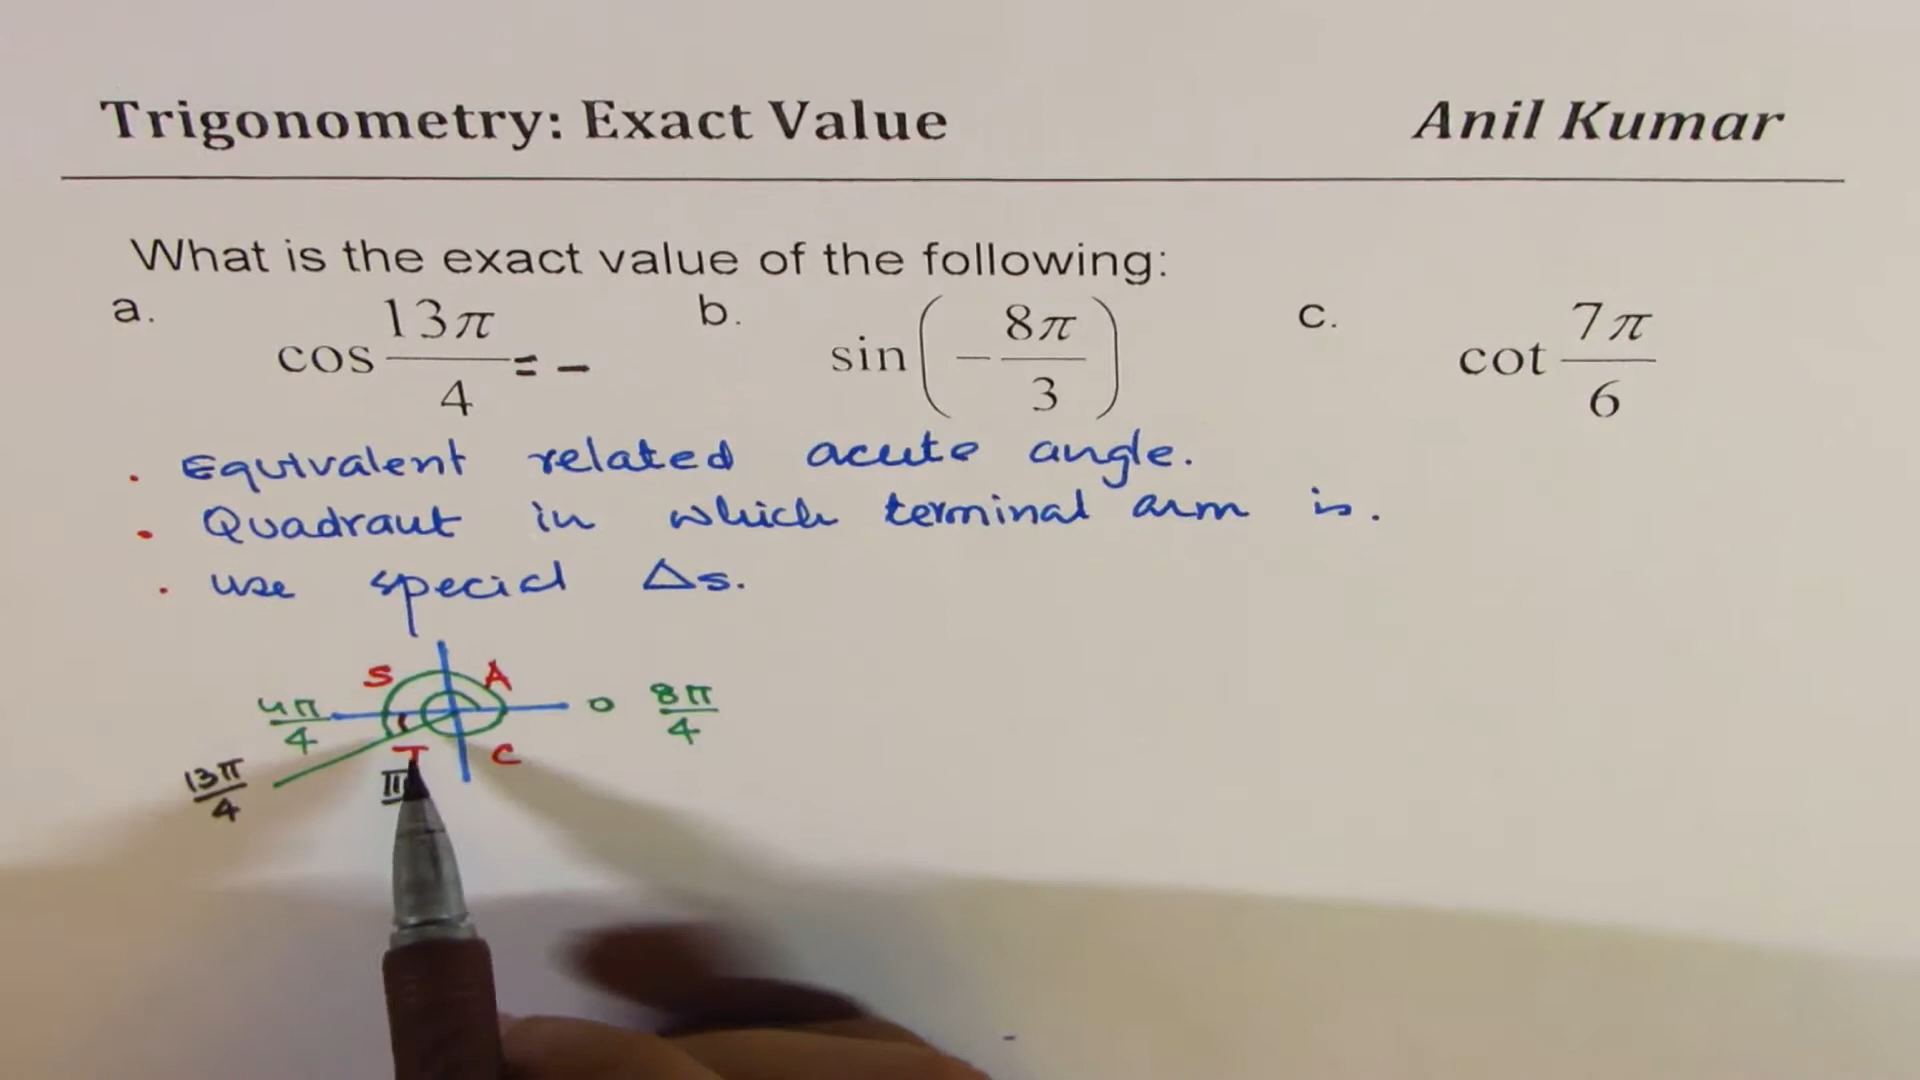 Trigonometry: Exact Value Anil Kumar
What is the exact value of the following:
a. cos 13π/4 = − b. sin(−8π/3) c. cot 7π/6
. Equivalent related acute angle.
. Quadraut in which terminal arm is.
. use special Δs.
S A
4π/4 0 8π/4
T C
13π/4